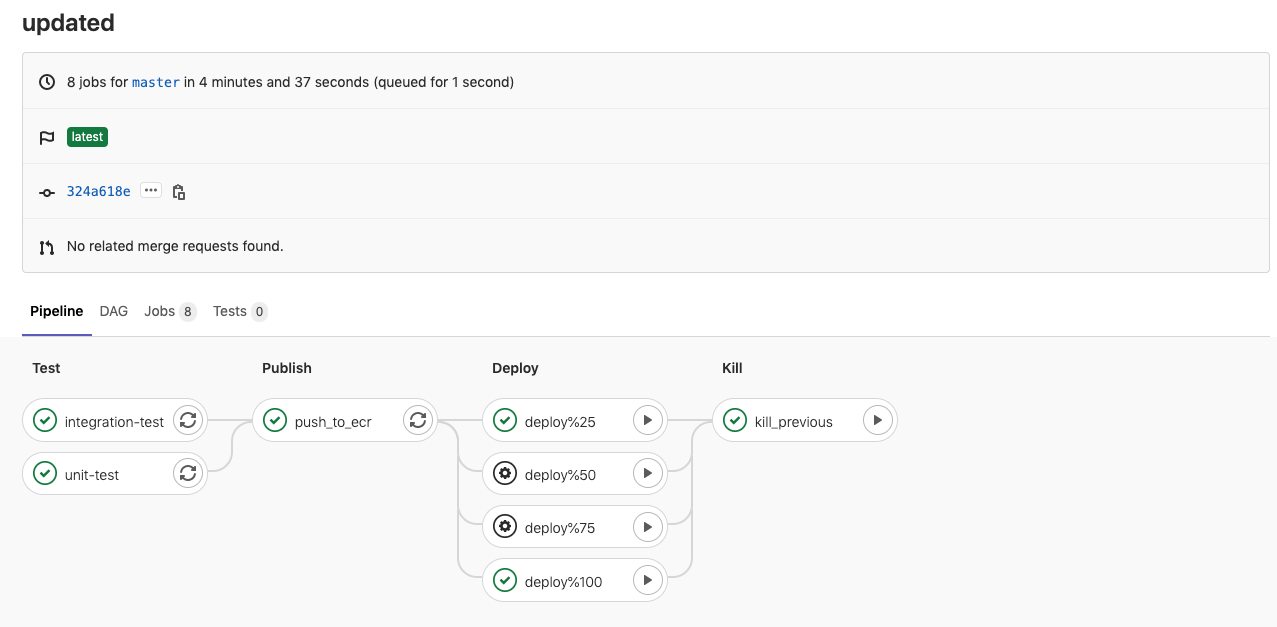 updated
8 jobs for master in 4 minutes and 37 seconds (queued for 1 second)
latest
324a618e
No related merge requests found.
Pipeline DAG Jobs 8 Tests 0
Test Publish Deploy Kill
integration-test push_to_ecr deploy%25 kill_previous
unit-test deploy%50
deploy%75
deploy%100